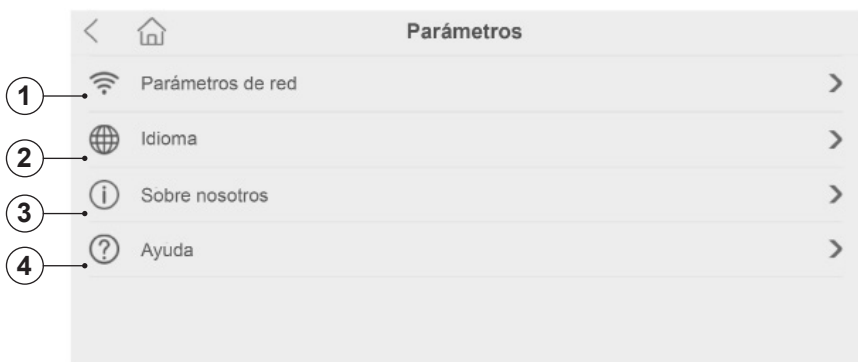 Parámetros
1 Parámetros de red
2 Idioma
3 Sobre nosotros
4 Ayuda